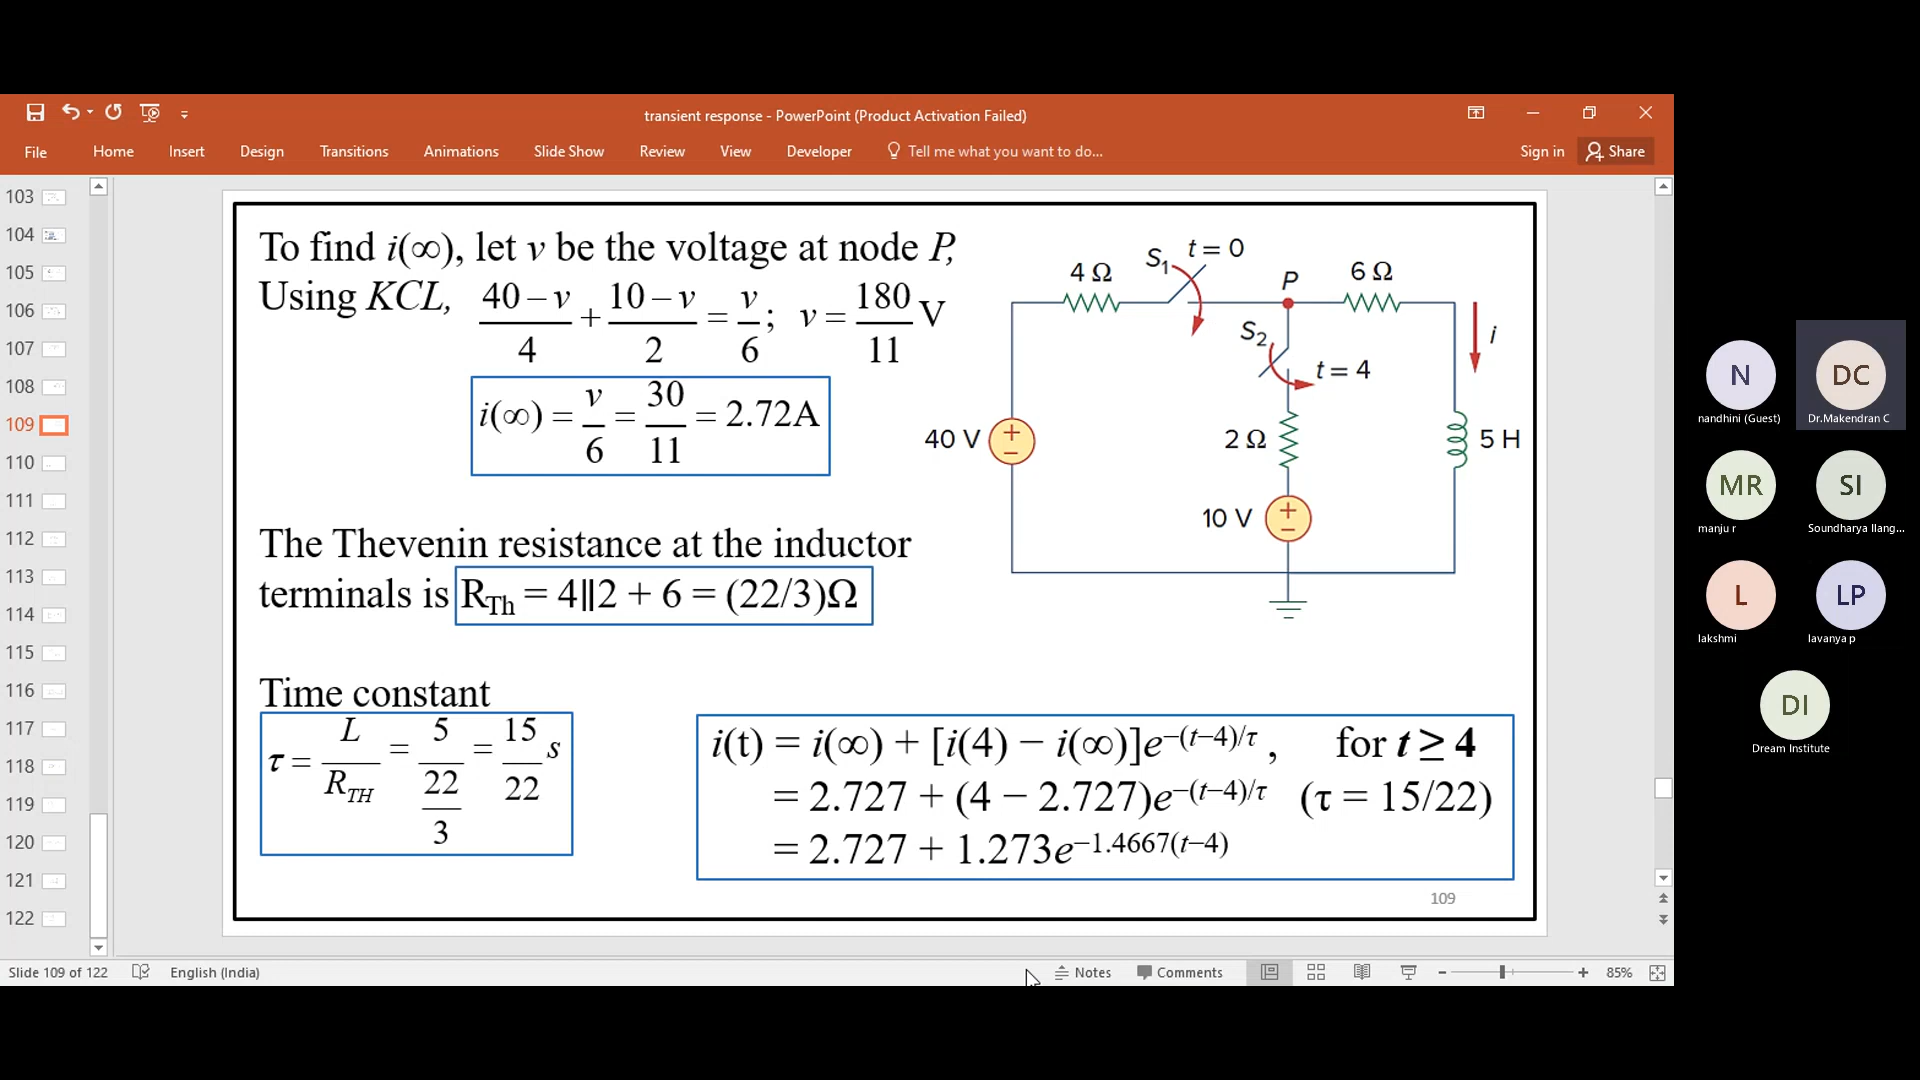 transient response - PowerPoint (Product Activation Failed)
File Home Insert Design Transitions Animations Slide Show Review View Developer Tell me what you want to do... Sign in Share
103
104
105
106
107
108
109
110
111
112
113
114
115
116
117
118
119
120
121
122
To find i(∞), let v be the voltage at node P,
Using KCL, (40 − v)/4 + (10 − v)/2 = v/6; v = 180/11 V
i(∞) = v/6 = 30/11 = 2.72A
The Thevenin resistance at the inductor
terminals is R_Th = 4||2 + 6 = (22/3)Ω
Time constant
τ = L/R_TH = 5/(22/3) = 15/22 s
i(t) = i(∞) + [i(4) − i(∞)]e^−(t−4)/τ , for t ≥ 4
= 2.727 + (4 − 2.727)e^−(t−4)/τ (τ = 15/22)
= 2.727 + 1.273e^−1.4667(t−4)
4 Ω
S₁
t = 0
P
6 Ω
i
S₂
t = 4
40 V
+
−
2 Ω
5 H
10 V
+
−
109
Slide 109 of 122 English (India) Notes Comments 85%
N
nandhini (Guest)
DC
Dr.Makendran C
MR
manju r
SI
Soundharya Ilang...
L
lakshmi
LP
lavanya p
DI
Dream Institute